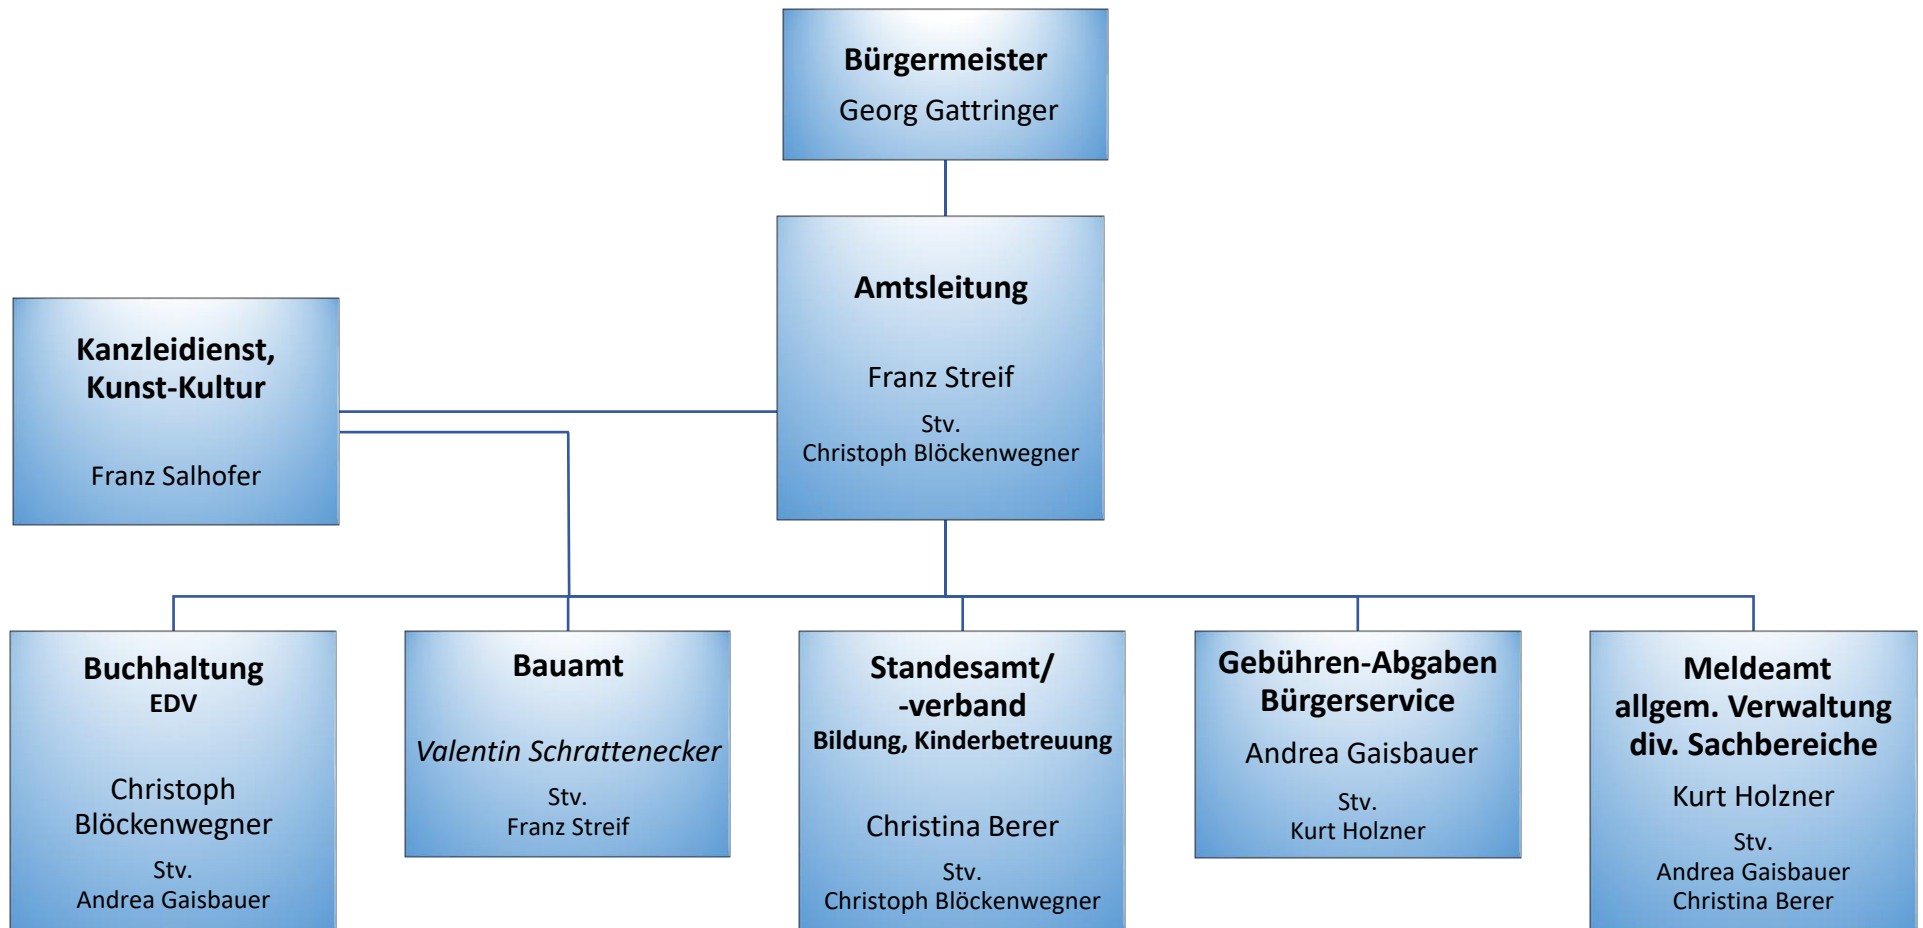 Bürgermeister
Georg Gattringer
Amtsleitung
Franz Streif
Stv.
Christoph Blöckenwegner
Kanzleidienst,
Kunst-Kultur
Franz Salhofer
Buchhaltung
EDV
Christoph
Blöckenwegner
Stv.
Andrea Gaisbauer
Bauamt
Valentin Schrattenecker
Stv.
Franz Streif
Standesamt/
-verband
Bildung, Kinderbetreuung
Christina Berer
Stv.
Christoph Blöckenwegner
Gebühren-Abgaben
Bürgerservice
Andrea Gaisbauer
Stv.
Kurt Holzner
Meldeamt
allgem. Verwaltung
div. Sachbereiche
Kurt Holzner
Stv.
Andrea Gaisbauer
Christina Berer